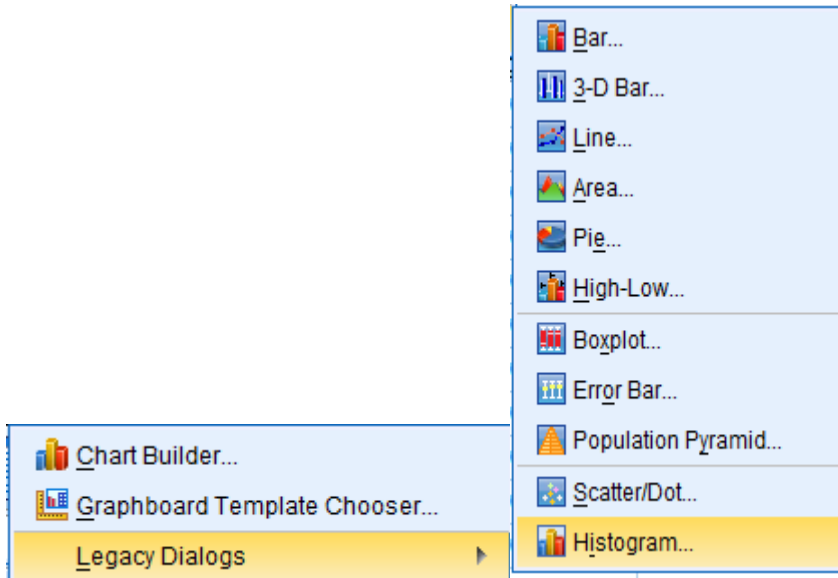 Bar...
3-D Bar...
Line...
Area...
Pie...
High-Low...
Boxplot...
Error Bar...
Population Pyramid...
Scatter/Dot...
Histogram...
Chart Builder...
Graphboard Template Chooser...
Legacy Dialogs